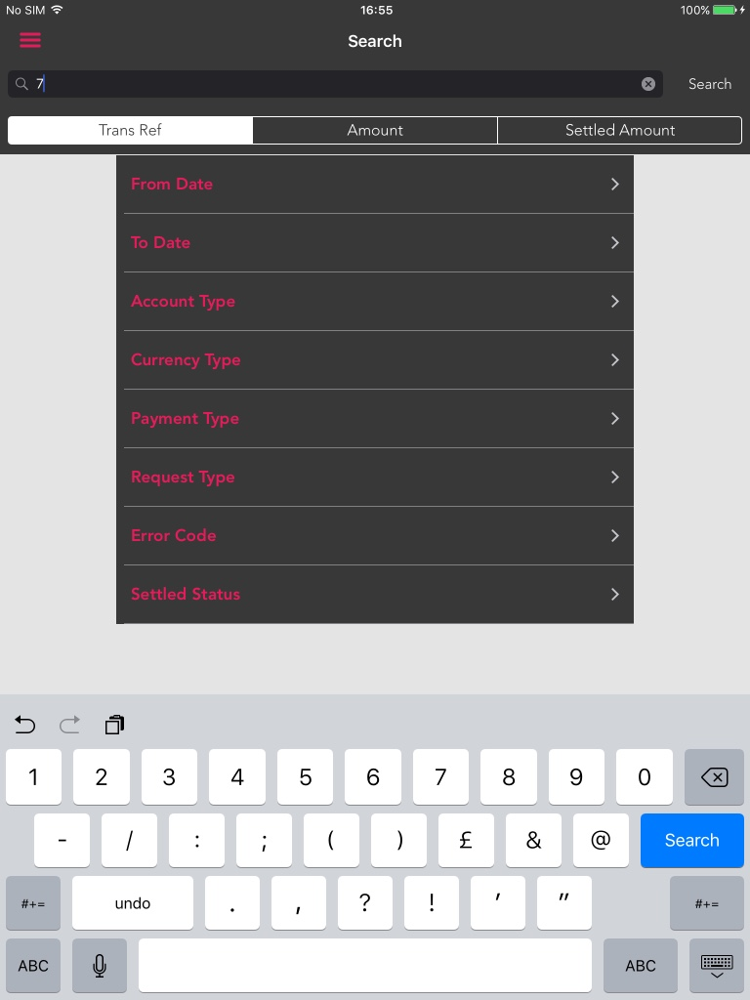 No SIM 16:55 100%
Search
7 Search
Trans Ref Amount Settled Amount
From Date
To Date
Account Type
Currency Type
Payment Type
Request Type
Error Code
Settled Status
1 2 3 4 5 6 7 8 9 0
- / : ; ( ) £ & @ Search
#+= undo . , ? ! ' " #+=
ABC ABC